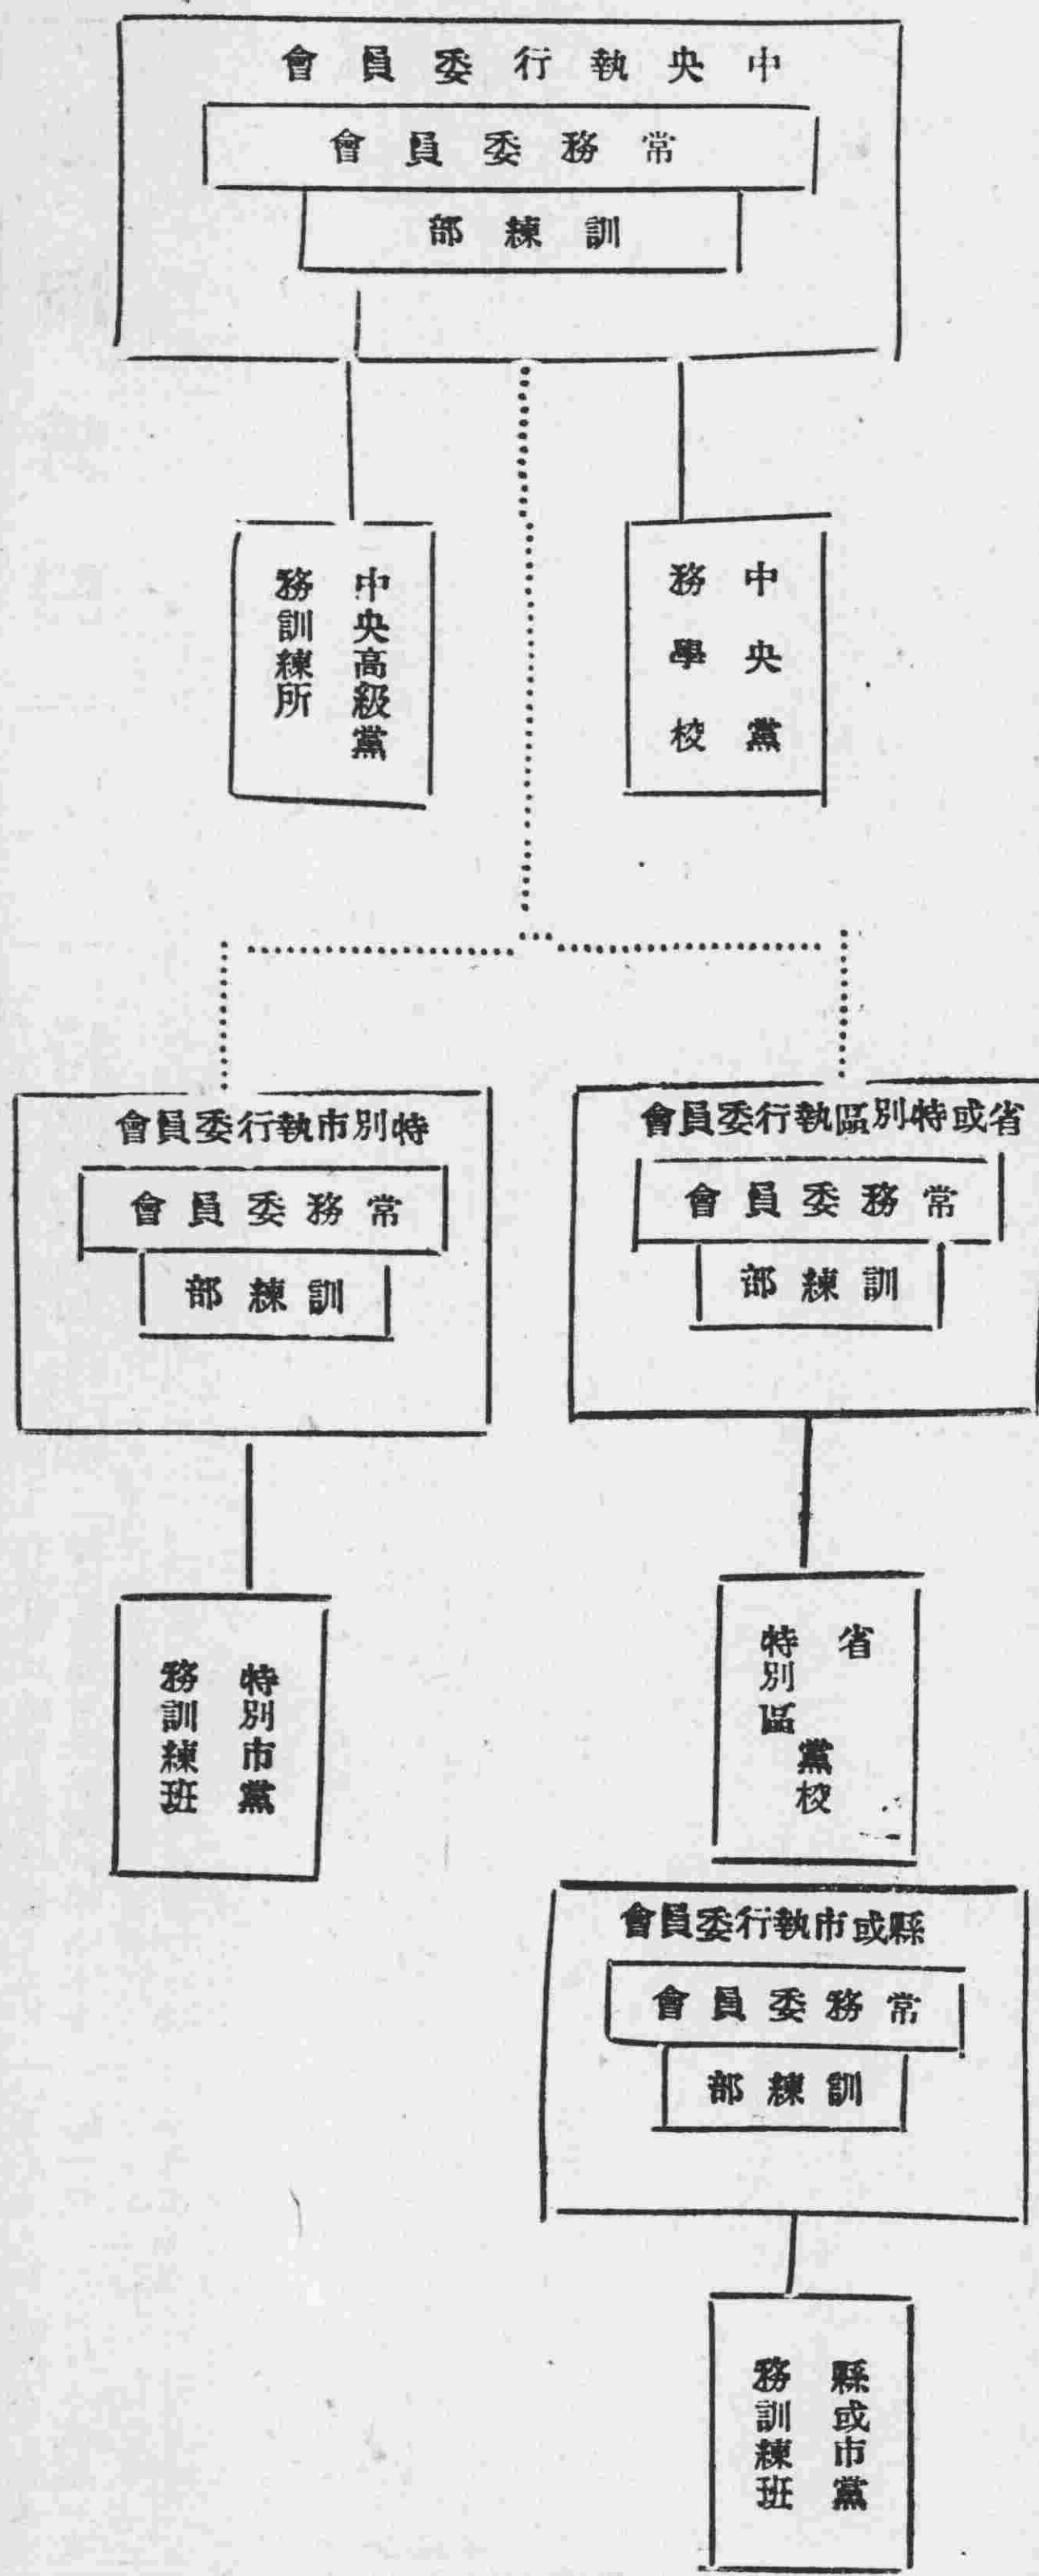 中央執行委員會
常務委員會
訓練部
中央黨
務學校
中央高級黨
務訓練所
省或特別區執行委員會
常務委員會
訓練部
特別市執行委員會
常務委員會
訓練部
省
特別區
黨校
特別市黨
務訓練班
縣或市執行委員會
常務委員會
訓練部
縣或市黨
務訓練班